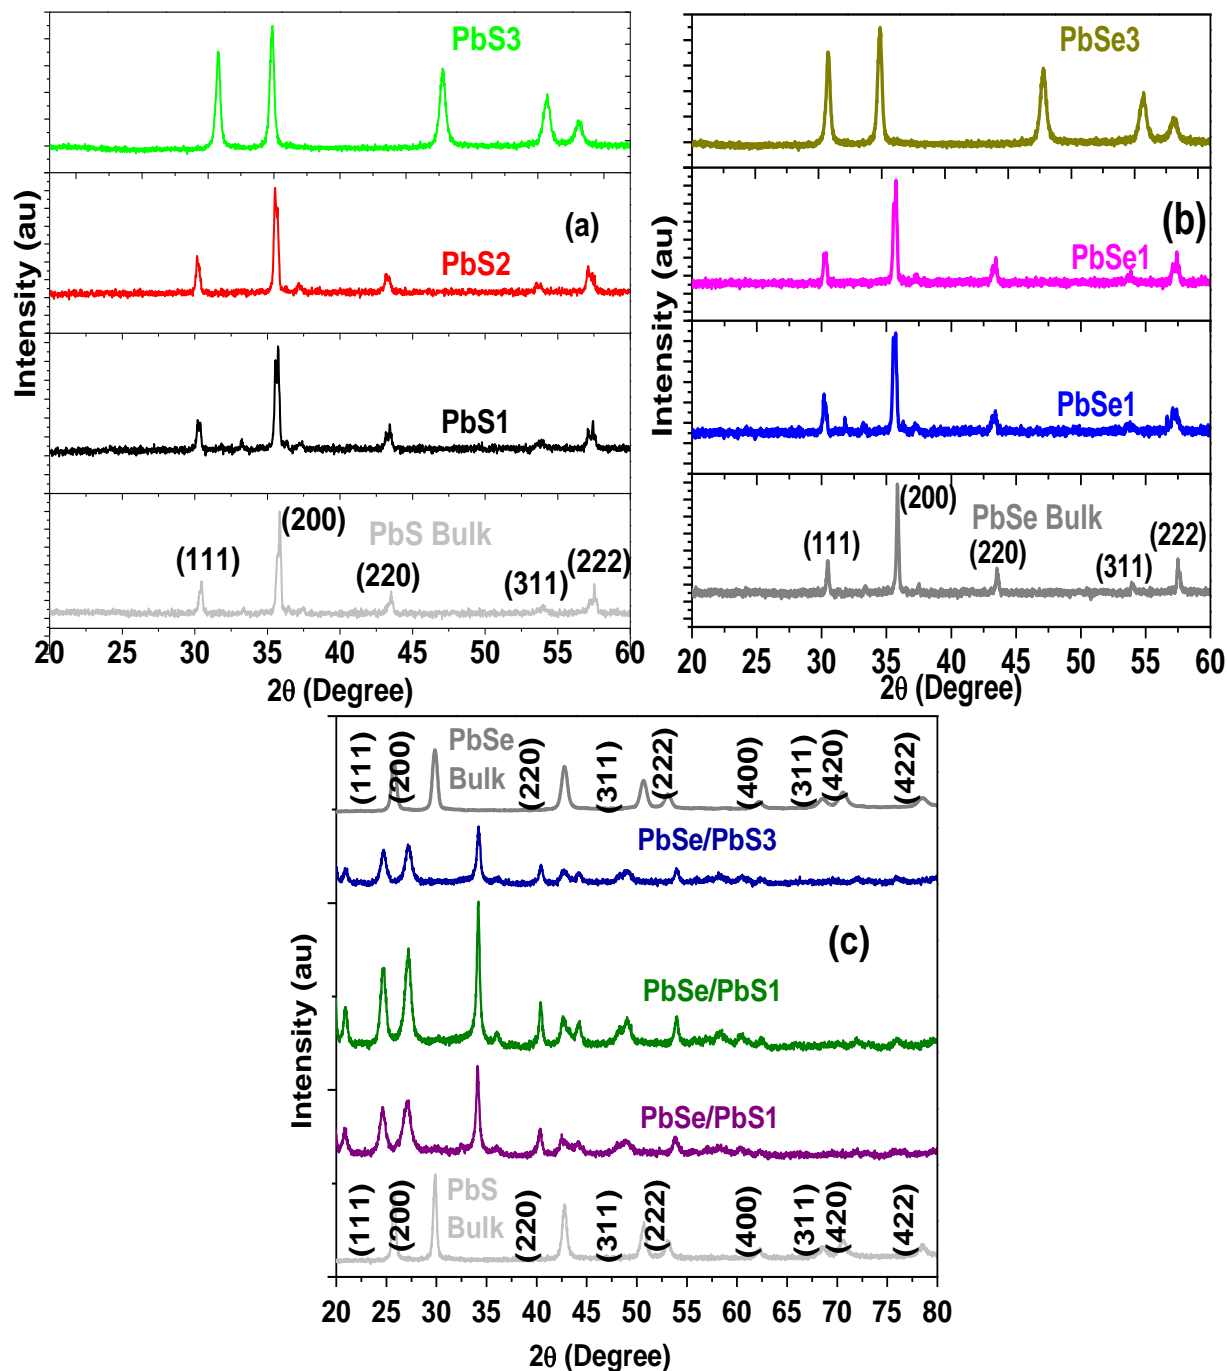 PbS3
PbS2
(a)
PbS1
PbS Bulk
(111)
(200)
(220)
(311)
(222)
Intensity (au)
20 25 30 35 40 45 50 55 60
2θ (Degree)
PbSe3
(b)
PbSe1
PbSe1
PbSe Bulk
(111)
(200)
(220)
(311)
(222)
Intensity (au)
20 25 30 35 40 45 50 55 60
2θ (Degree)
PbSe
Bulk
(111)
(200)
(220)
(311)
(222)
(400)
(311)
(420)
(422)
PbSe/PbS3
(c)
PbSe/PbS1
PbSe/PbS1
PbS
Bulk
(111)
(200)
(220)
(311)
(222)
(400)
(311)
(420)
(422)
Intensity (au)
20 25 30 35 40 45 50 55 60 65 70 75 80
2θ (Degree)